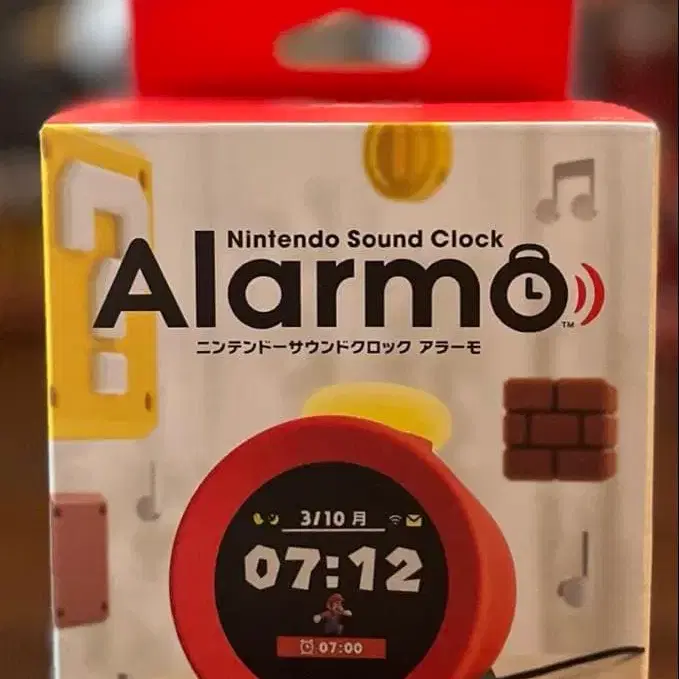 Nintendo Sound Clock
Alarmo
TM
ニンテンドーサウンドクロック アラーモ
3/10 月
07:12
07:00